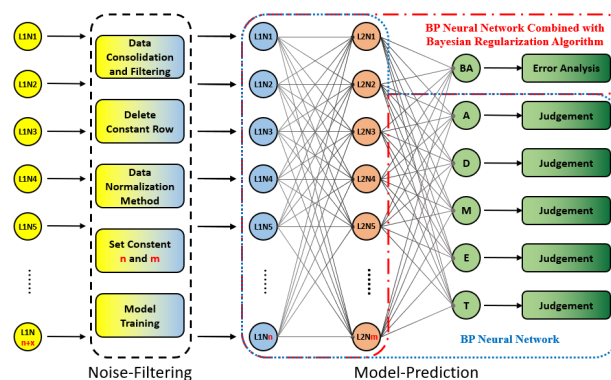 BP Neural Network Combined with
Bayesian Regularization Algorithm
L1N1
Data
Consolidation
and Filtering
L1N1
L2N1
BA
Error Analysis
L1N2
L1N2
L2N2
Delete
Constant Row
A
Judgement
L1N3
L1N3
L2N3
Data
Normalization
Method
D
Judgement
L1N4
L1N4
L2N4
M
Judgement
L1N5
L1N5
L2N5
Set Constent
n and m
E
Judgement
......
......
......
Model
Training
T
Judgement
L1N
n+x
L1Nn
L2Nm
BP Neural Network
Noise-Filtering
Model-Prediction